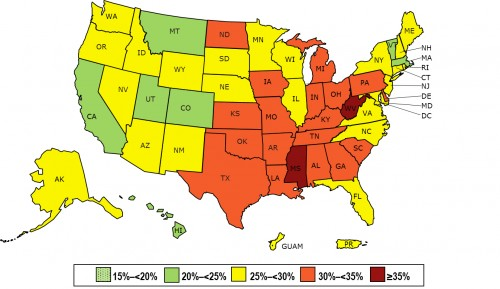 WA
MT
ND
MN
ME
OR
ID
SD
WI
MI
NY
VT
NH
MA
RI
CT
NJ
DE
MD
DC
WY
NE
IA
PA
NV
UT
CO
IL
IN
OH
WV
VA
CA
KS
MO
KY
NC
AZ
NM
OK
AR
TN
SC
TX
LA
MS
AL
GA
FL
AK
HI
GUAM
PR
15%–<20%
20%–<25%
25%–<30%
30%–<35%
≥35%